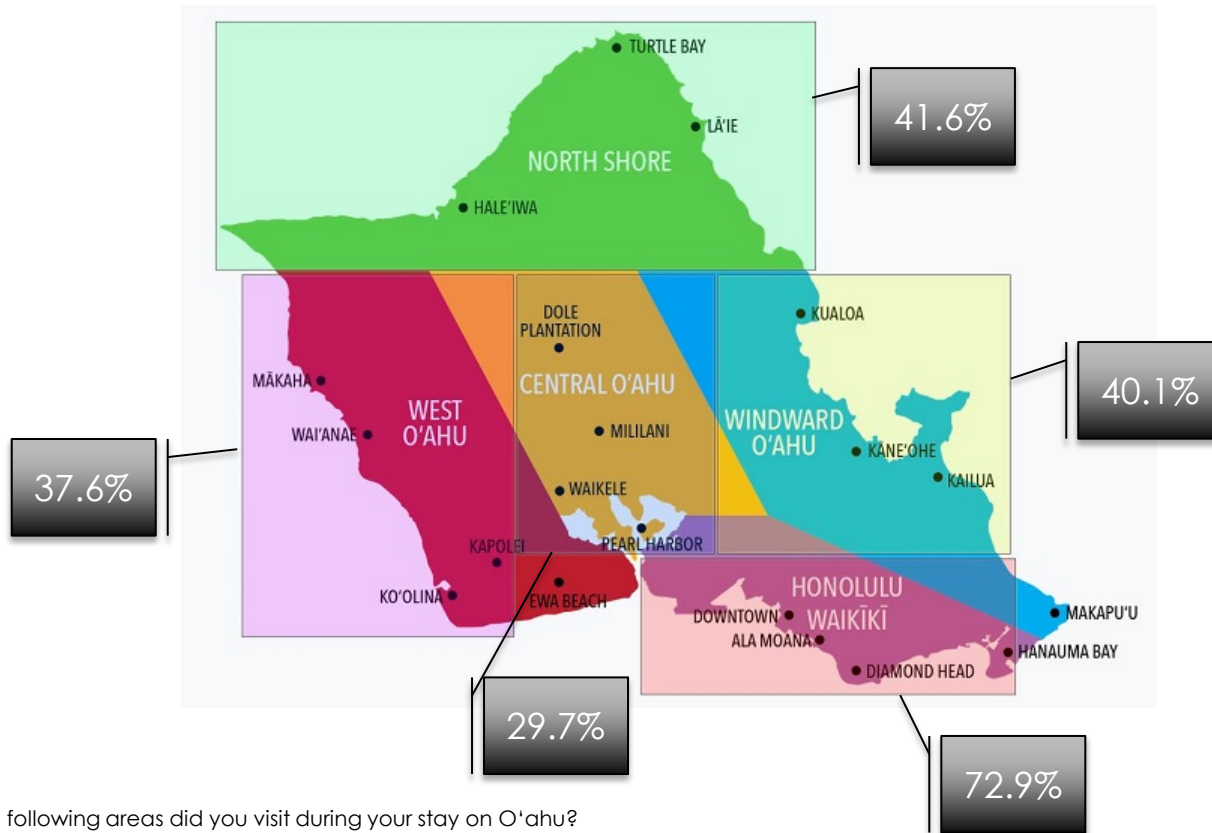 TURTLE BAY
41.6%
LĀ'IE
NORTH SHORE
HALE'IWA
KUALOA
DOLE
PLANTATION
MĀKAHA
CENTRAL O'AHU
40.1%
WEST
O'AHU
WINDWARD
O'AHU
WAI'ANAE
MILILANI
KĀNE'OHE
37.6%
KAILUA
WAIKELE
PEARL HARBOR
KAPOLEI
KO'OLINA
EWA BEACH
HONOLULU
WAIKĪKĪ
DOWNTOWN
MAKAPU'U
ALA MOANA
HANAUMA BAY
DIAMOND HEAD
29.7%
72.9%
following areas did you visit during your stay on Oʻahu?